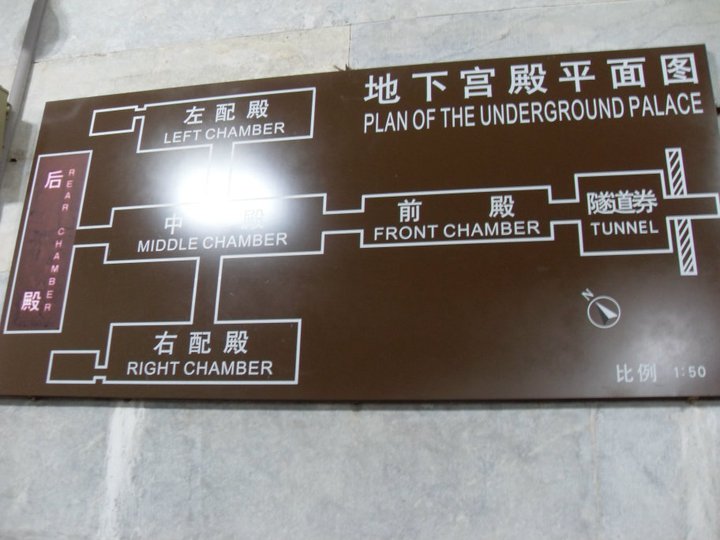 地下宫殿平面图
PLAN OF THE UNDERGROUND PALACE
左配殿
LEFT CHAMBER
后殿
REAR CHAMBER
中殿
MIDDLE CHAMBER
前殿
FRONT CHAMBER
隧道券
TUNNEL
右配殿
RIGHT CHAMBER
N
比例 1:50